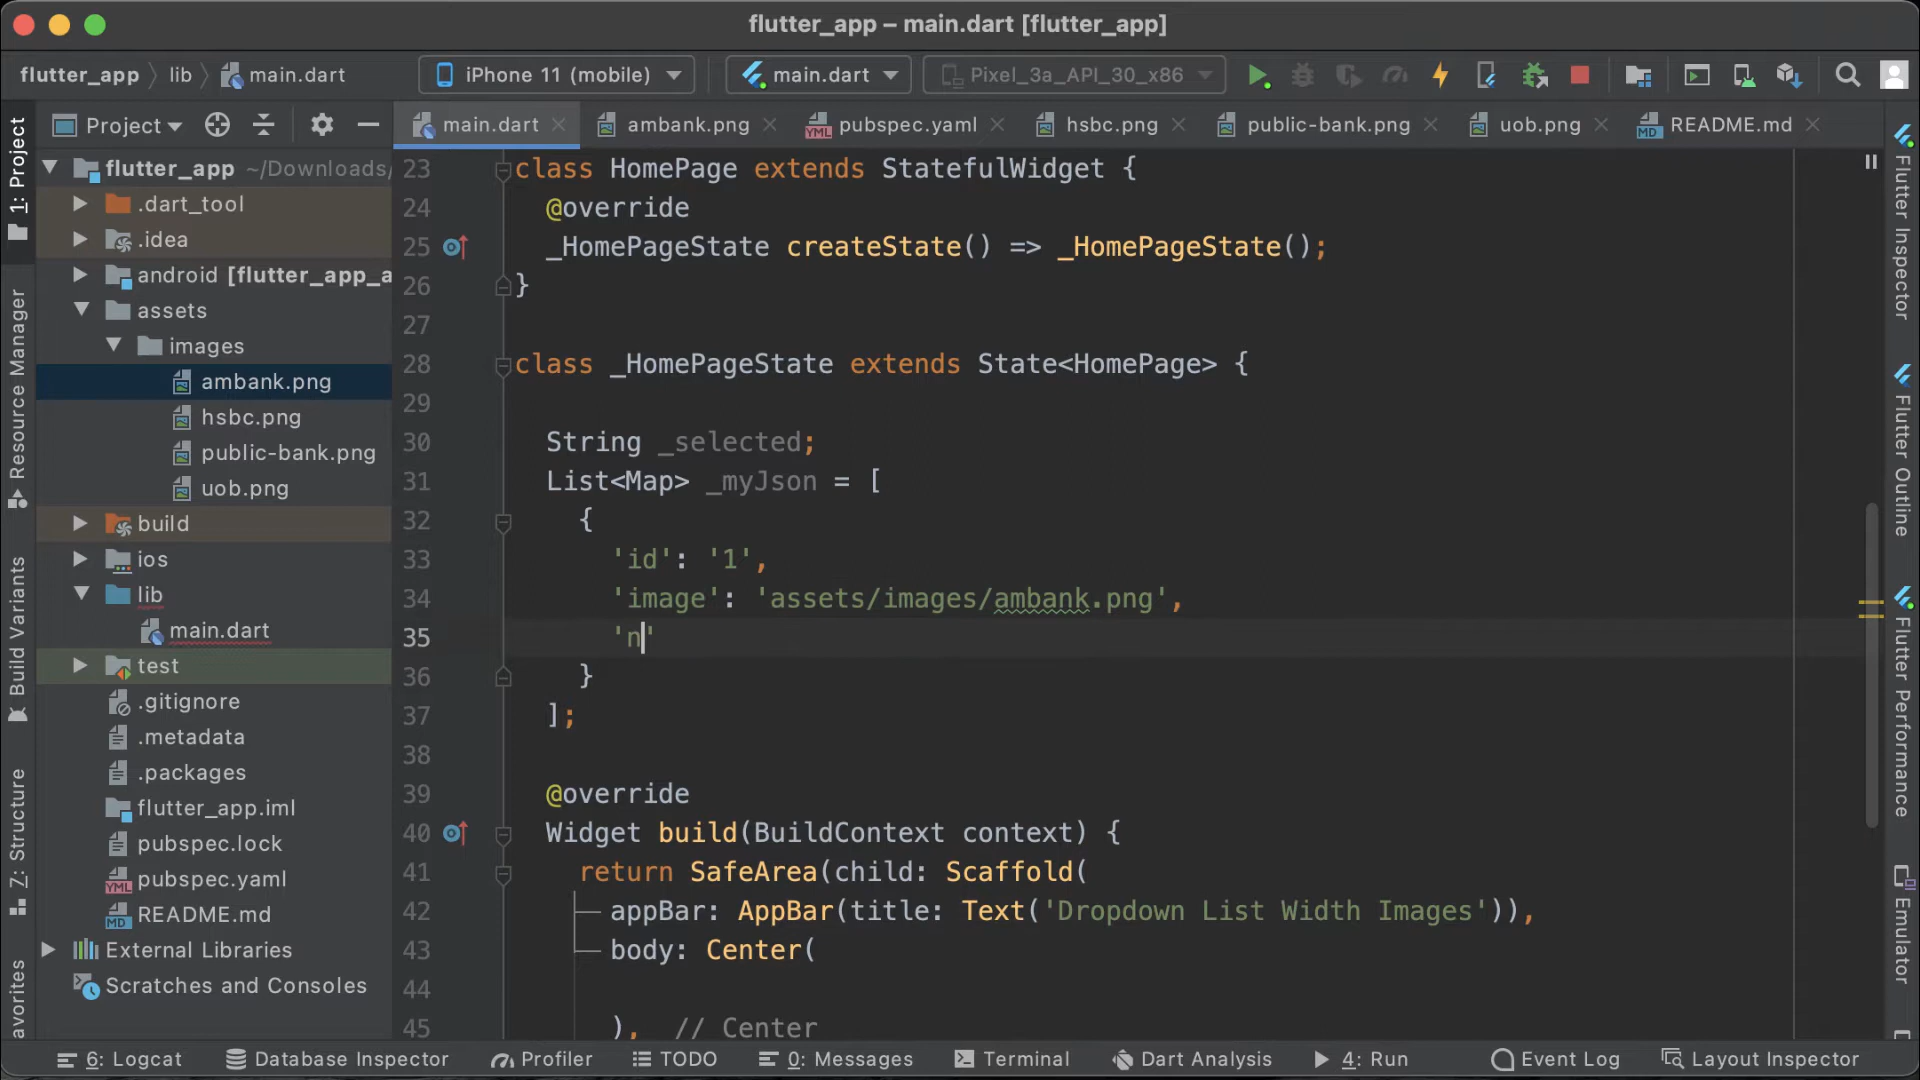 flutter_app – main.dart [flutter_app]
flutter_app lib main.dart iPhone 11 (mobile) main.dart Pixel_3a_API_30_x86
Project main.dart ambank.png pubspec.yaml hsbc.png public-bank.png uob.png README.md
1: Project
Resource Manager
Build Variants
7: Structure
avorites
flutter_app ~/Downloads/
.dart_tool
.idea
android [flutter_app_a
assets
images
ambank.png
hsbc.png
public-bank.png
uob.png
build
ios
lib
main.dart
test
.gitignore
.metadata
.packages
flutter_app.iml
pubspec.lock
pubspec.yaml
README.md
External Libraries
Scratches and Consoles
23 class HomePage extends StatefulWidget {
24 @override
25 _HomePageState createState() => _HomePageState();
26 }
27
28 class _HomePageState extends State<HomePage> {
29
30 String _selected;
31 List<Map> _myJson = [
32 {
33 'id': '1',
34 'image': 'assets/images/ambank.png',
35 'n'
36 }
37 ];
38
39 @override
40 Widget build(BuildContext context) {
41 return SafeArea(child: Scaffold(
42 appBar: AppBar(title: Text('Dropdown List Width Images')),
43 body: Center(
44
45 ), // Center
Flutter Inspector
Flutter Outline
Flutter Performance
Emulator
6: Logcat Database Inspector Profiler TODO 0: Messages Terminal Dart Analysis 4: Run Event Log Layout Inspector